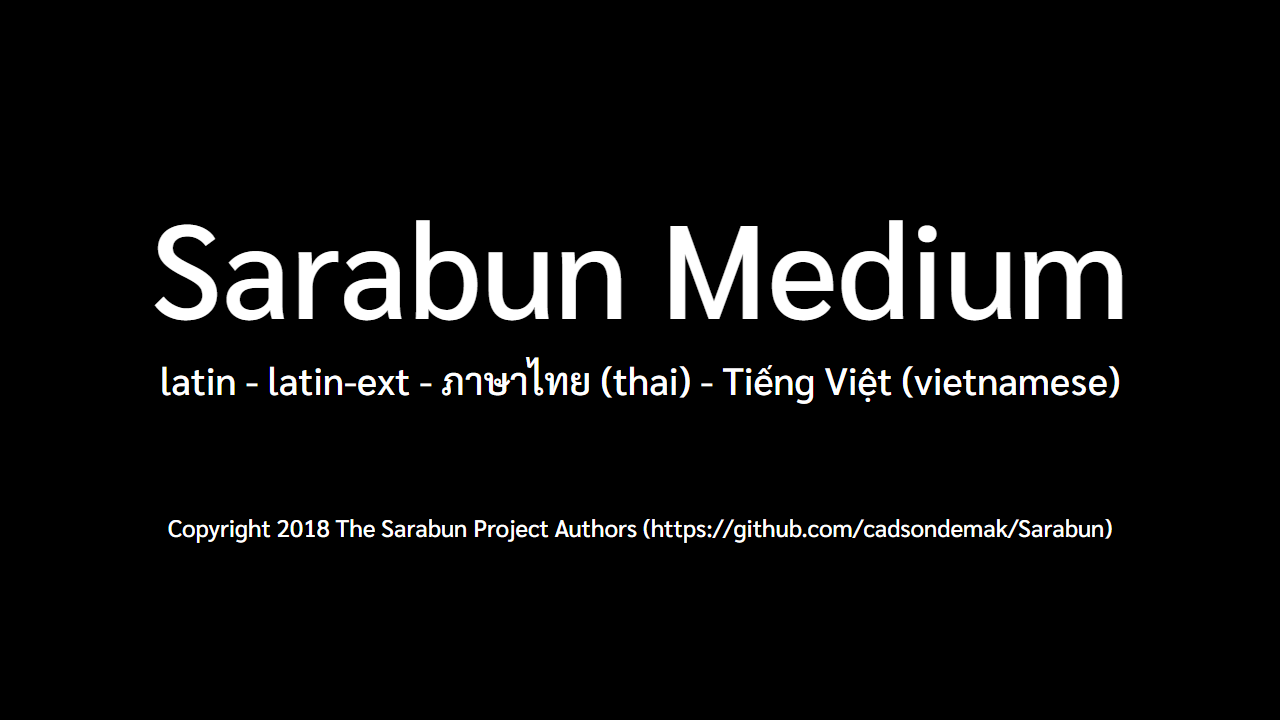 Sarabun Medium
latin - latin-ext - ภาษาไทย (thai) - Tiếng Việt (vietnamese)
Copyright 2018 The Sarabun Project Authors (https://github.com/cadsondemak/Sarabun)